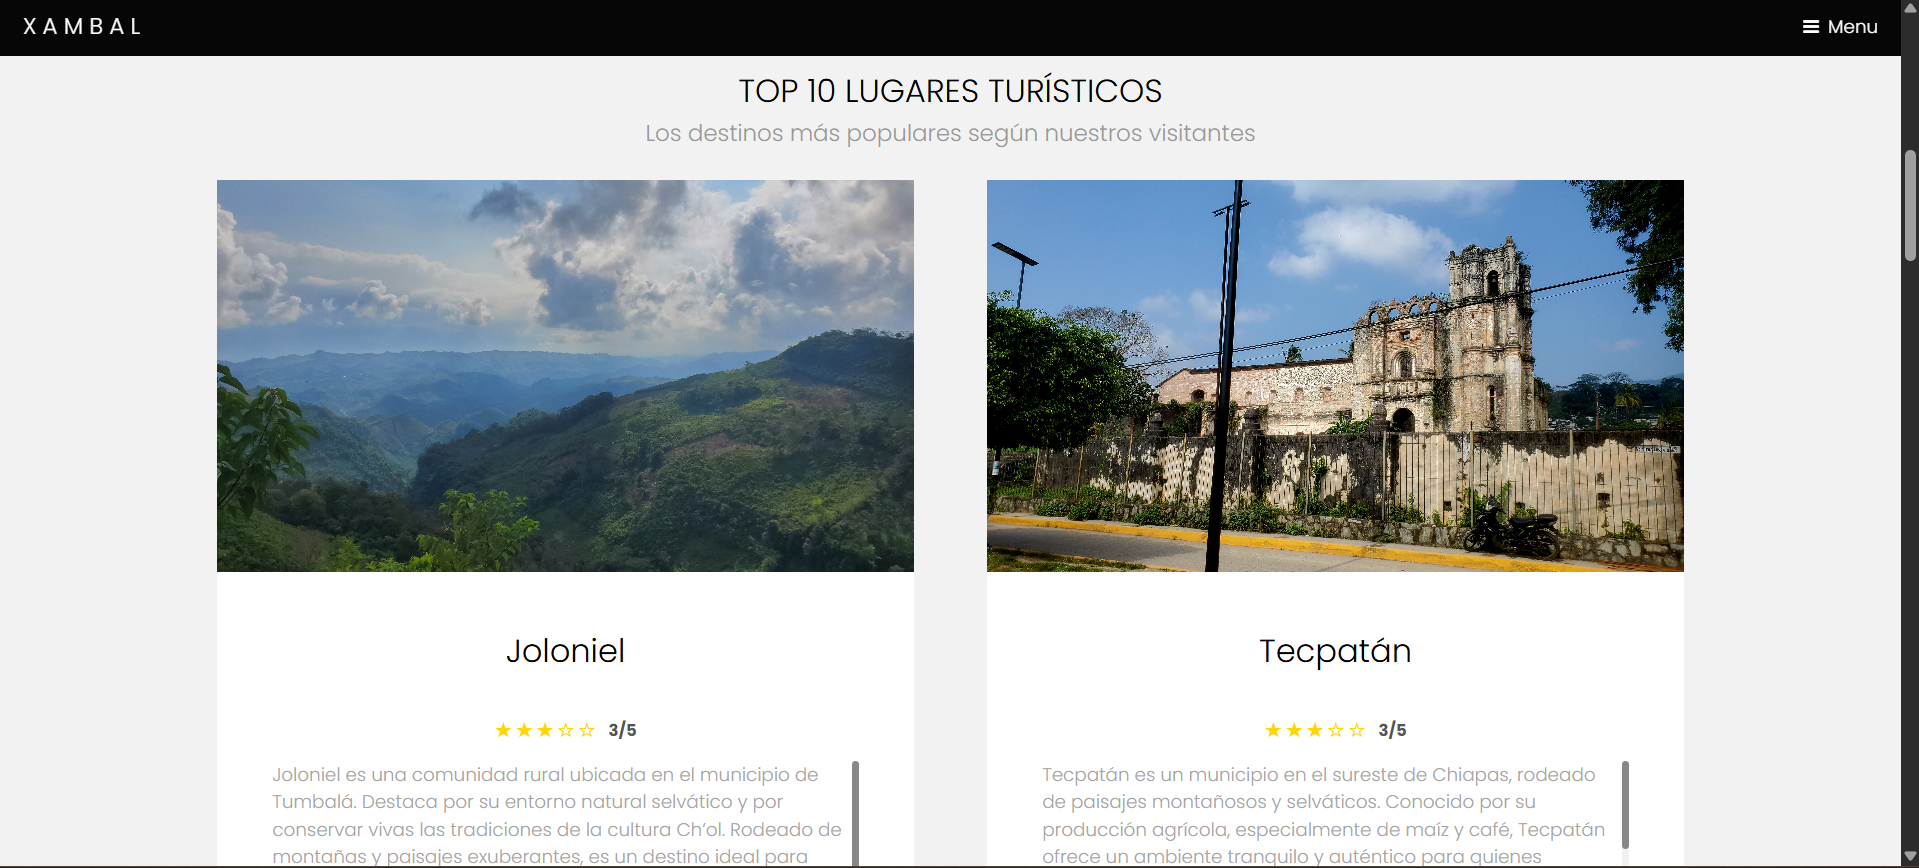 XAMBAL
Menu
TOP 10 LUGARES TURÍSTICOS
Los destinos más populares según nuestros visitantes
Joloniel
3/5
Joloniel es una comunidad rural ubicada en el municipio de
Tumbalá. Destaca por su entorno natural selvático y por
conservar vivas las tradiciones de la cultura Ch’ol. Rodeado de
montañas y paisajes exuberantes, es un destino ideal para
Tecpatán
3/5
Tecpatán es un municipio en el sureste de Chiapas, rodeado
de paisajes montañosos y selváticos. Conocido por su
producción agrícola, especialmente de maíz y café, Tecpatán
ofrece un ambiente tranquilo y auténtico para quienes